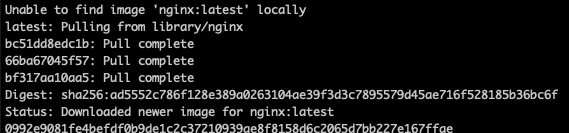 Unable to find image 'nginx:latest' locally
latest: Pulling from library/nginx
bc51dd8edc1b: Pull complete
66ba67045f57: Pull complete
bf317aa10aa5: Pull complete
Digest: sha256:ad5552c786f128e389a0263104ae39f3d3c7895579d45ae716f528185b36bc6f
Status: Downloaded newer image for nginx:latest
0992e9081fe4befdf0b9de1c2c37210939ae8f8158d6c2065d7bb227e167ffae